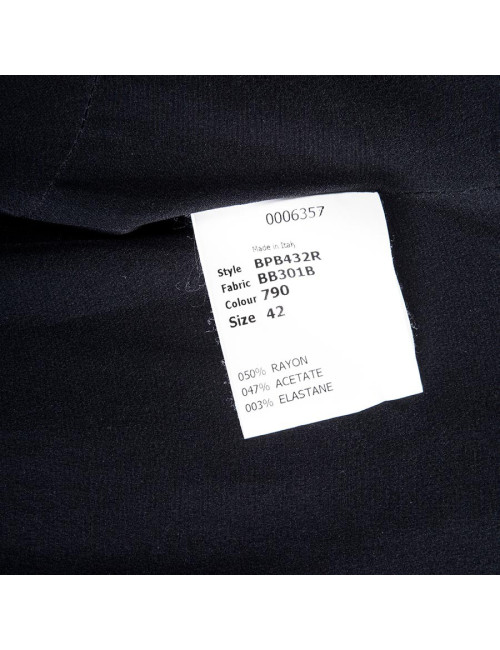 0006357
Made in Italy
Style BPB432R
Fabric BB301B
Colour 790
Size 42
050% RAYON
047% ACETATE
003% ELASTANE